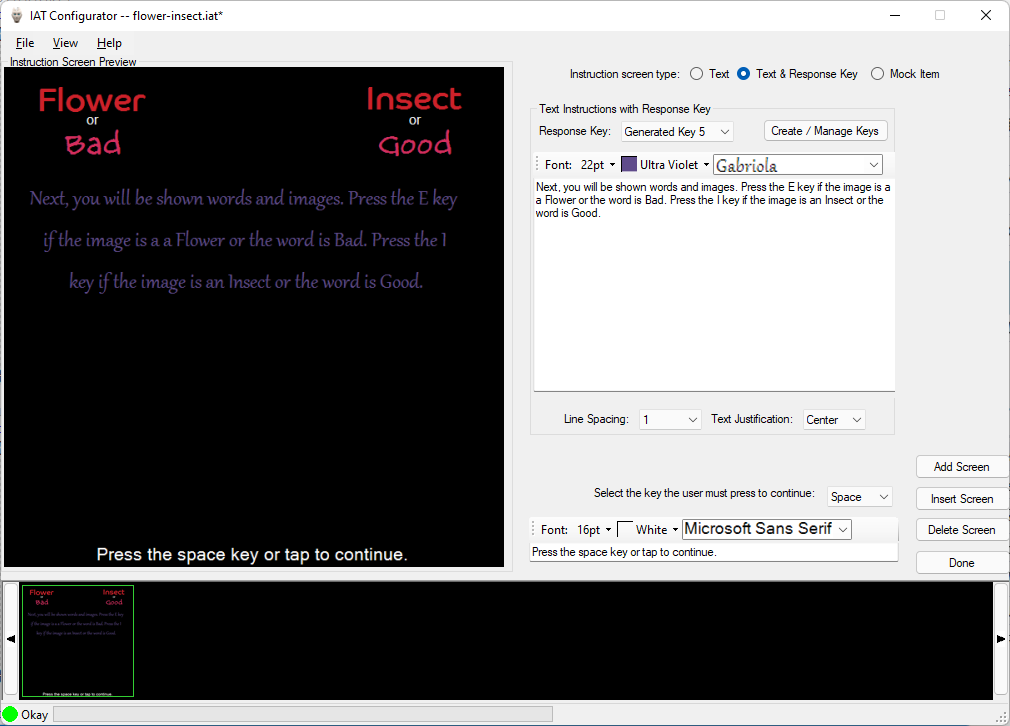 IAT Configurator -- flower-insect.iat*
File View Help
Instruction Screen Preview
Flower
or
Bad
Insect
or
Good
Next, you will be shown words and images. Press the E key
if the image is a a Flower or the word is Bad. Press the I
key if the image is an Insect or the word is Good.
Press the space key or tap to continue.
Instruction screen type: Text Text & Response Key Mock Item
Text Instructions with Response Key
Response Key: Generated Key 5 Create / Manage Keys
Font: 22pt Ultra Violet Gabriola
Next, you will be shown words and images. Press the E key if the image is a
a Flower or the word is Bad. Press the I key if the image is an Insect or the
word is Good.
Line Spacing: 1 Text Justification: Center
Select the key the user must press to continue: Space
Font: 16pt White Microsoft Sans Serif
Press the space key or tap to continue.
Add Screen
Insert Screen
Delete Screen
Done
Flower
or
Bad
Insect
or
Good
Next, you will be shown words and images. Press the E key
if the image is a a Flower or the word is Bad. Press the I
key if the image is an Insect or the word is Good.
Press the space key or tap to continue.
Okay